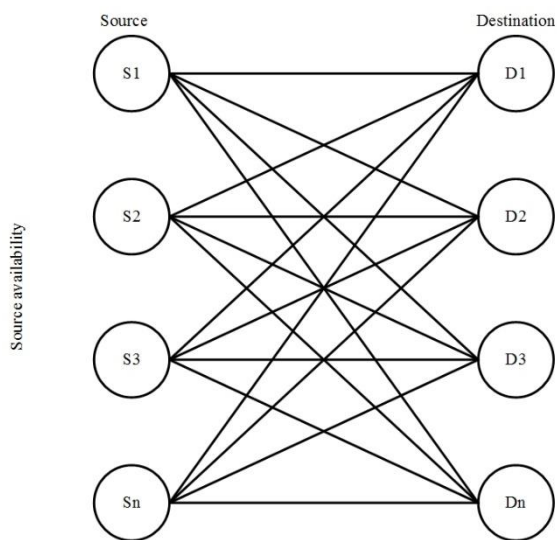 Source
Destination
S1
D1
S2
D2
Source availability
S3
D3
Sn
Dn